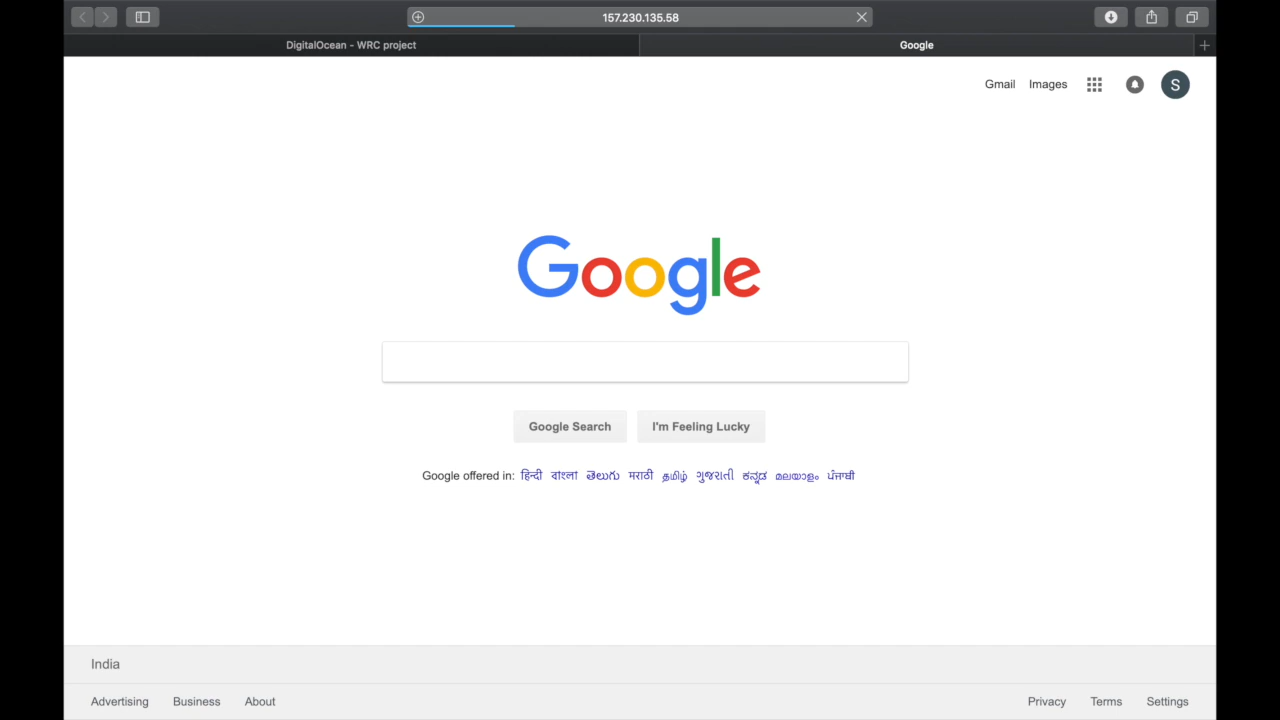 157.230.135.58
DigitalOcean - WRC project
Google
Gmail Images
S
Google
Google Search I'm Feeling Lucky
Google offered in: हिन्दी বাংলা తెలుగు मराठी தமிழ் ગુજરાતી ಕನ್ನಡ മലയാളം ਪੰਜਾਬੀ
India
Advertising Business About
Privacy Terms Settings